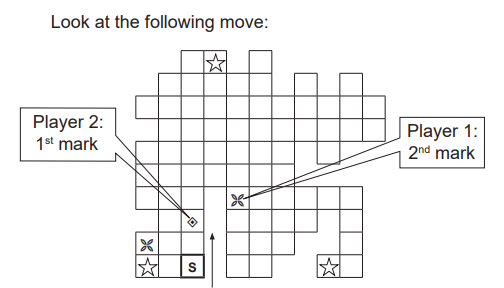 Look at the following move:
Player 2:
1st mark
Player 1:
2nd mark
S